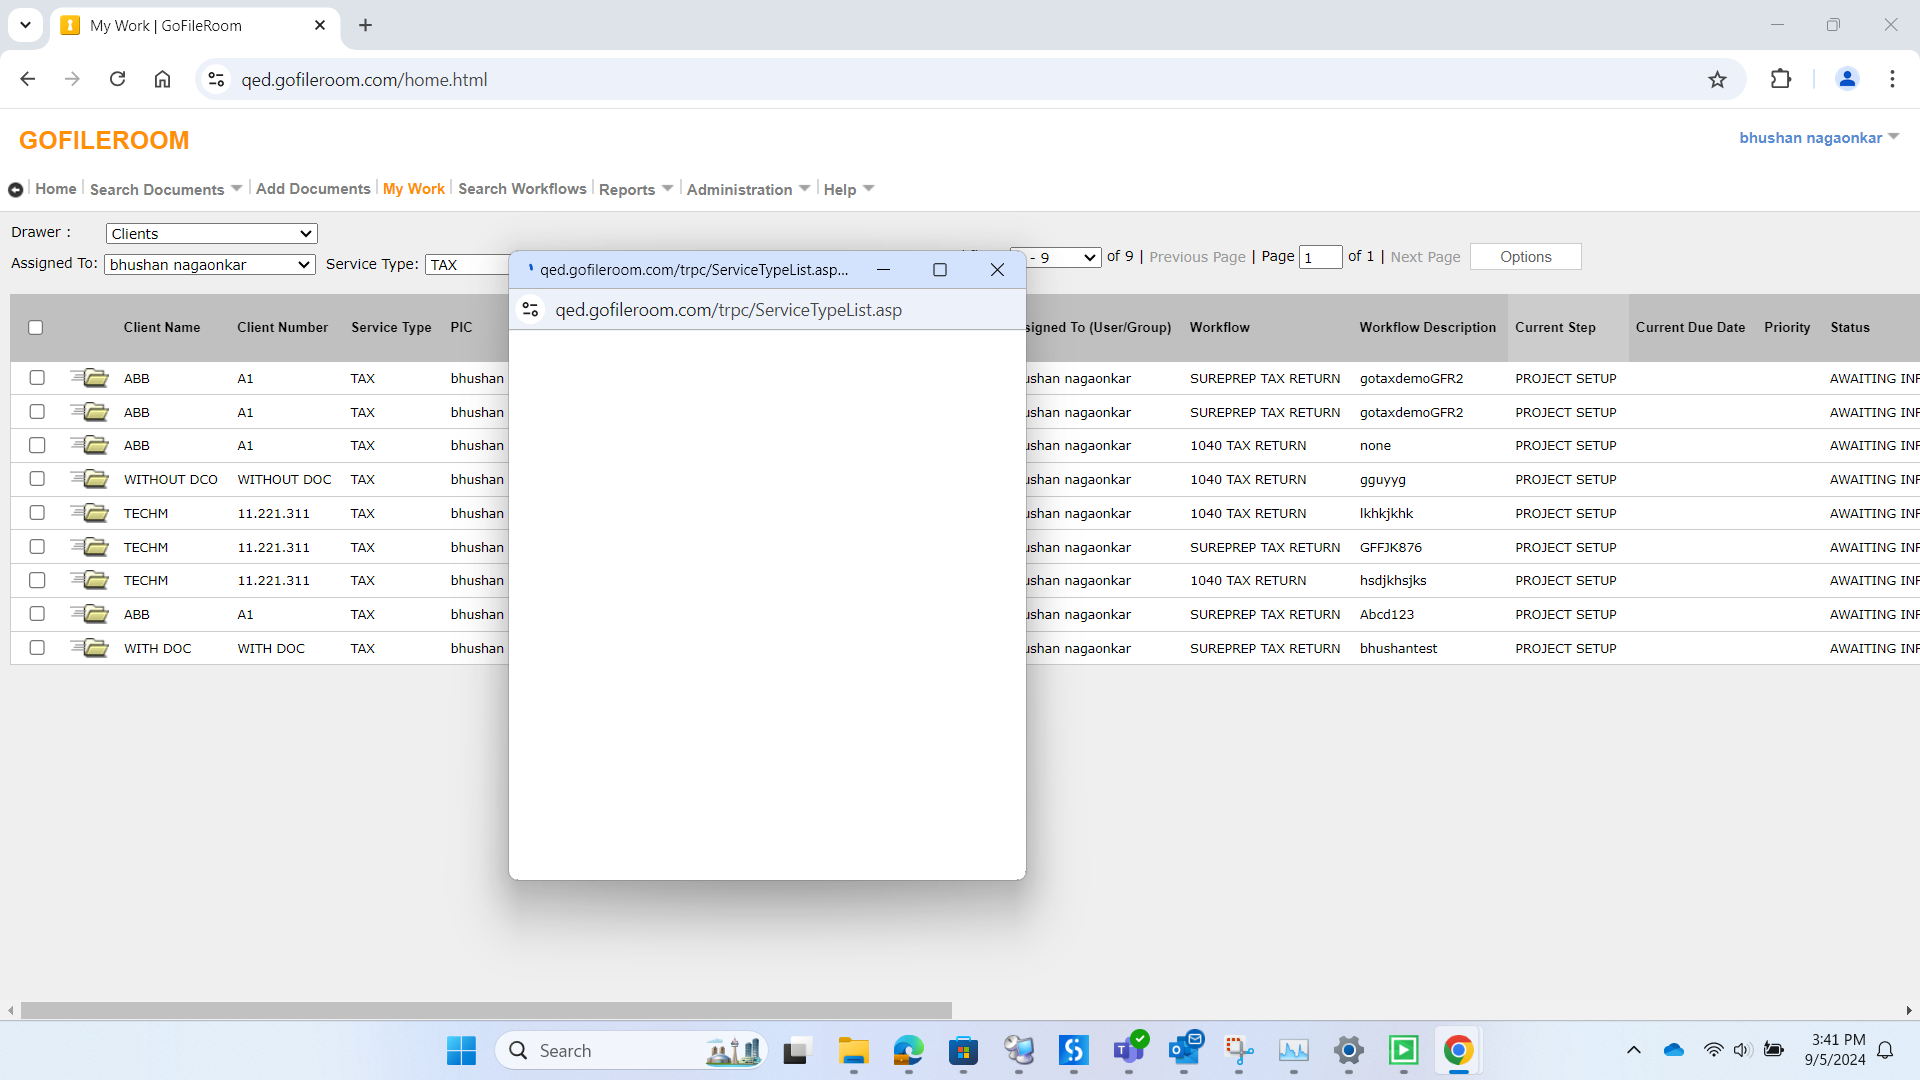 My Work | GoFileRoom
qed.gofileroom.com/home.html
GOFILEROOM
bhushan nagaonkar
Home Search Documents Add Documents My Work Search Workflows Reports Administration Help
Drawer : Clients
Assigned To: bhushan nagaonkar Service Type: TAX - 9 of 9 | Previous Page | Page 1 of 1 | Next Page Options
qed.gofileroom.com/trpc/ServiceTypeList.asp...
qed.gofileroom.com/trpc/ServiceTypeList.asp
Client Name Client Number Service Type PIC signed To (User/Group) Workflow Workflow Description Current Step Current Due Date Priority Status
ABB A1 TAX bhushan ushan nagaonkar SUREPREP TAX RETURN gotaxdemoGFR2 PROJECT SETUP AWAITING INF
ABB A1 TAX bhushan ushan nagaonkar SUREPREP TAX RETURN gotaxdemoGFR2 PROJECT SETUP AWAITING INF
ABB A1 TAX bhushan ushan nagaonkar 1040 TAX RETURN none PROJECT SETUP AWAITING INF
WITHOUT DCO WITHOUT DOC TAX bhushan ushan nagaonkar 1040 TAX RETURN gguyyg PROJECT SETUP AWAITING INF
TECHM 11.221.311 TAX bhushan ushan nagaonkar 1040 TAX RETURN lkhkjkhk PROJECT SETUP AWAITING INF
TECHM 11.221.311 TAX bhushan ushan nagaonkar SUREPREP TAX RETURN GFFJK876 PROJECT SETUP AWAITING INF
TECHM 11.221.311 TAX bhushan ushan nagaonkar 1040 TAX RETURN hsdjkhsjks PROJECT SETUP AWAITING INF
ABB A1 TAX bhushan ushan nagaonkar SUREPREP TAX RETURN Abcd123 PROJECT SETUP AWAITING INF
WITH DOC WITH DOC TAX bhushan ushan nagaonkar SUREPREP TAX RETURN bhushantest PROJECT SETUP AWAITING INF
Search
3:41 PM
9/5/2024